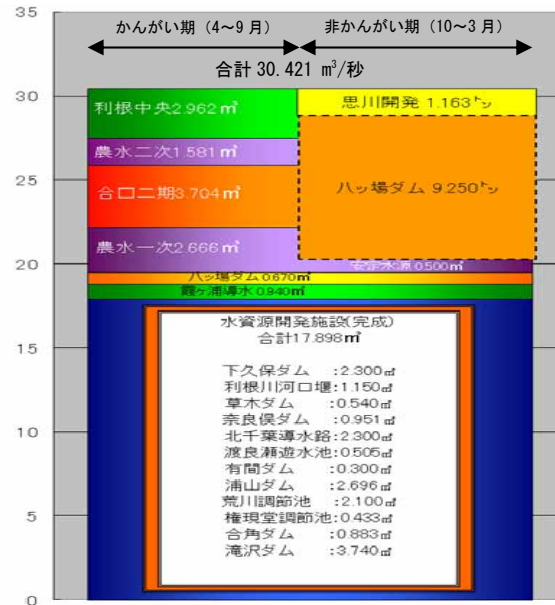 35
かんがい期（4～9月）　非かんがい期（10～3月）
合計 30.421 ㎥/秒
30
利根中央2.962㎥　思川開発 1.163㌧
農水二次1.581㎥
25
合口二期3.704㎥　八ッ場ダム 9.250㌧
農水一次2.666㎥
20
安定水源 0.500㎥
八ッ場ダム 0.670㎥
霞ヶ浦導水 0.940㎥
水資源開発施設(完成)
合計17.898㎥
15
下久保ダム　:2.300㎥
利根川河口堰:1.150㎥
草木ダム　:0.540㎥
奈良俣ダム　:0.951㎥
北千葉導水路:2.300㎥
10
渡良瀬遊水池:0.505㎥
有間ダム　:0.300㎥
浦山ダム　:2.696㎥
荒川調節池　:2.100㎥
権現堂調節池:0.433㎥
5
合角ダム　:0.883㎥
滝沢ダム　:3.740㎥
0